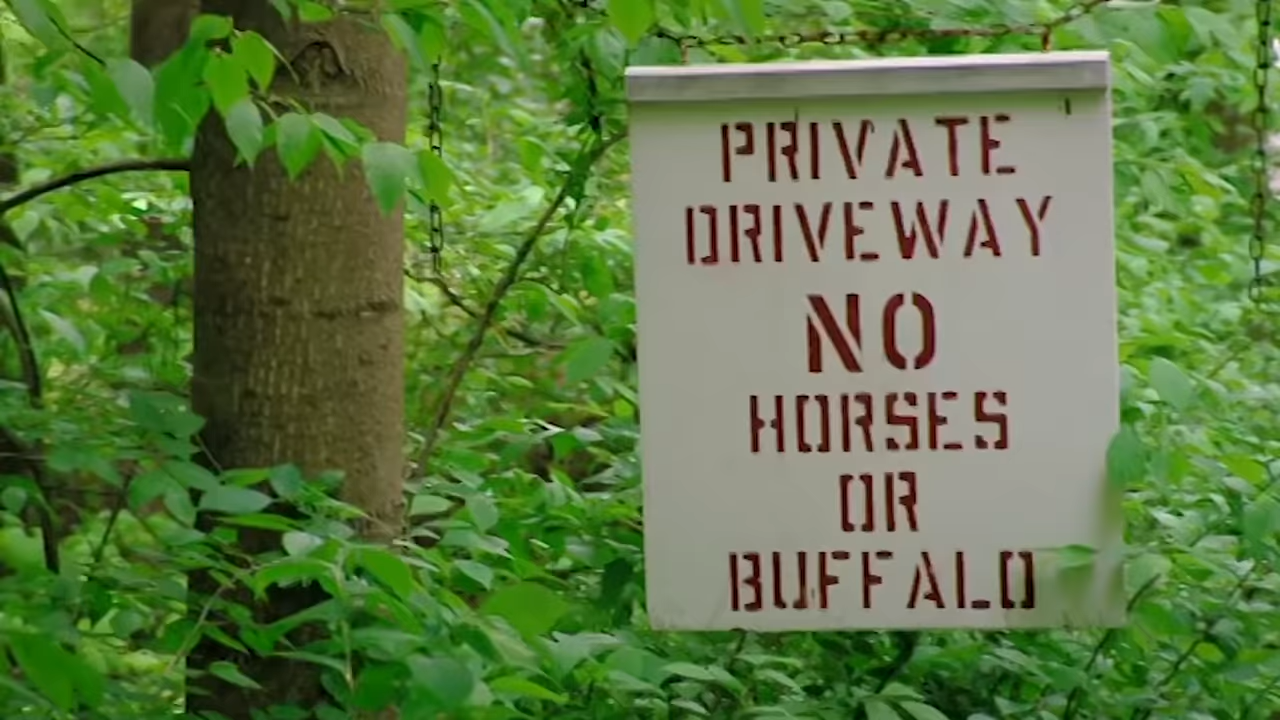 PRIVATE
DRIVEWAY
NO
HORSES
OR
BUFFALO